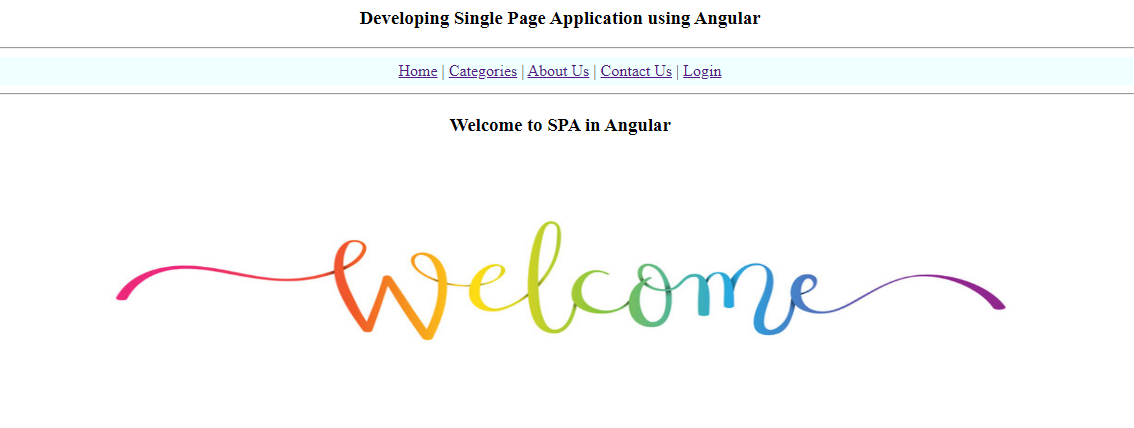 Developing Single Page Application using Angular
Home | Categories | About Us | Contact Us | Login
Welcome to SPA in Angular
welcome